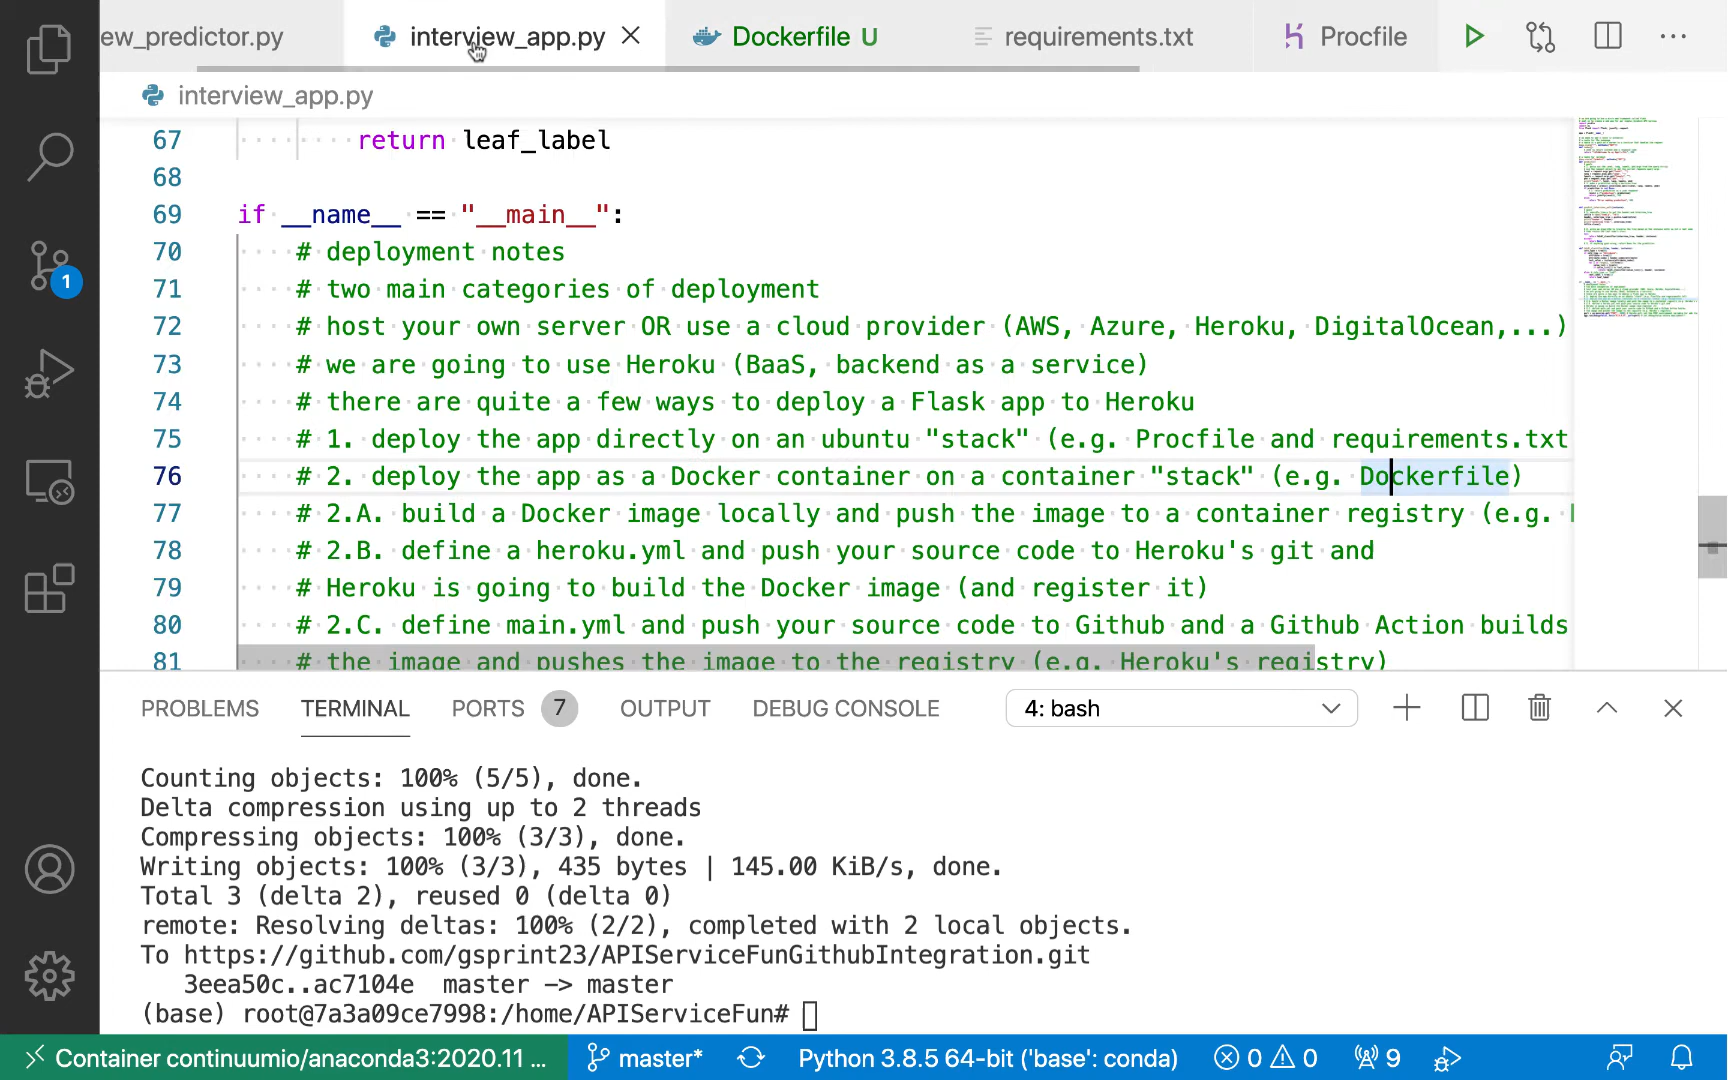 ew_predictor.py
interview_app.py
Dockerfile U
requirements.txt
Procfile
interview_app.py
67 return leaf_label
68
69 if __name__ == "__main__":
70 # deployment notes
71 # two main categories of deployment
72 # host your own server OR use a cloud provider (AWS, Azure, Heroku, DigitalOcean,...)
73 # we are going to use Heroku (BaaS, backend as a service)
74 # there are quite a few ways to deploy a Flask app to Heroku
75 # 1. deploy the app directly on an ubuntu "stack" (e.g. Procfile and requirements.txt
76 # 2. deploy the app as a Docker container on a container "stack" (e.g. Dockerfile)
77 # 2.A. build a Docker image locally and push the image to a container registry (e.g.
78 # 2.B. define a heroku.yml and push your source code to Heroku's git and
79 # Heroku is going to build the Docker image (and register it)
80 # 2.C. define main.yml and push your source code to Github and a Github Action builds
81 # the image and pushes the image to the registry (e.g. Heroku's registry)
1
PROBLEMS TERMINAL PORTS 7 OUTPUT DEBUG CONSOLE 4: bash
Counting objects: 100% (5/5), done.
Delta compression using up to 2 threads
Compressing objects: 100% (3/3), done.
Writing objects: 100% (3/3), 435 bytes | 145.00 KiB/s, done.
Total 3 (delta 2), reused 0 (delta 0)
remote: Resolving deltas: 100% (2/2), completed with 2 local objects.
To https://github.com/gsprint23/APIServiceFunGithubIntegration.git
3eea50c..ac7104e master -> master
(base) root@7a3a09ce7998:/home/APIServiceFun#
Container continuumio/anaconda3:2020.11 ... master* Python 3.8.5 64-bit ('base': conda) 0 0 9